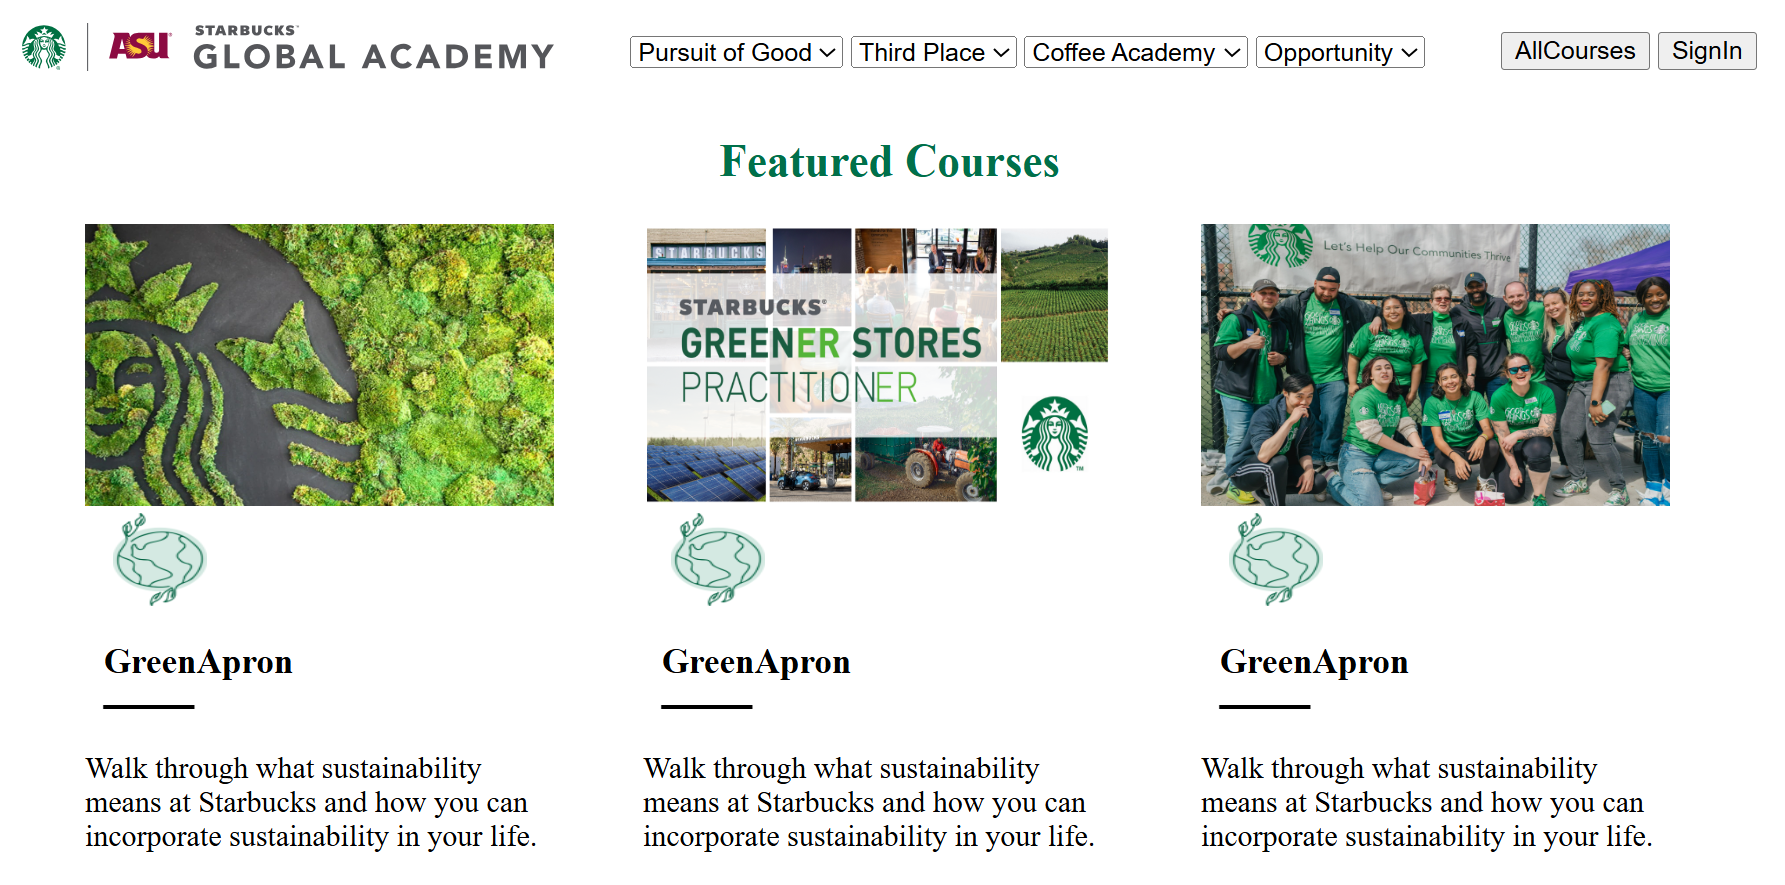 ASU
STARBUCKS®
GLOBAL ACADEMY
Pursuit of Good
Third Place
Coffee Academy
Opportunity
AllCourses
SignIn
Featured Courses
STARBUCKS
STARBUCKS®
GREENER STORES
PRACTITIONER
TM
Let's Help Our Communities Thrive
GreenApron
GreenApron
GreenApron
Walk through what sustainability
means at Starbucks and how you can
incorporate sustainability in your life.
Walk through what sustainability
means at Starbucks and how you can
incorporate sustainability in your life.
Walk through what sustainability
means at Starbucks and how you can
incorporate sustainability in your life.